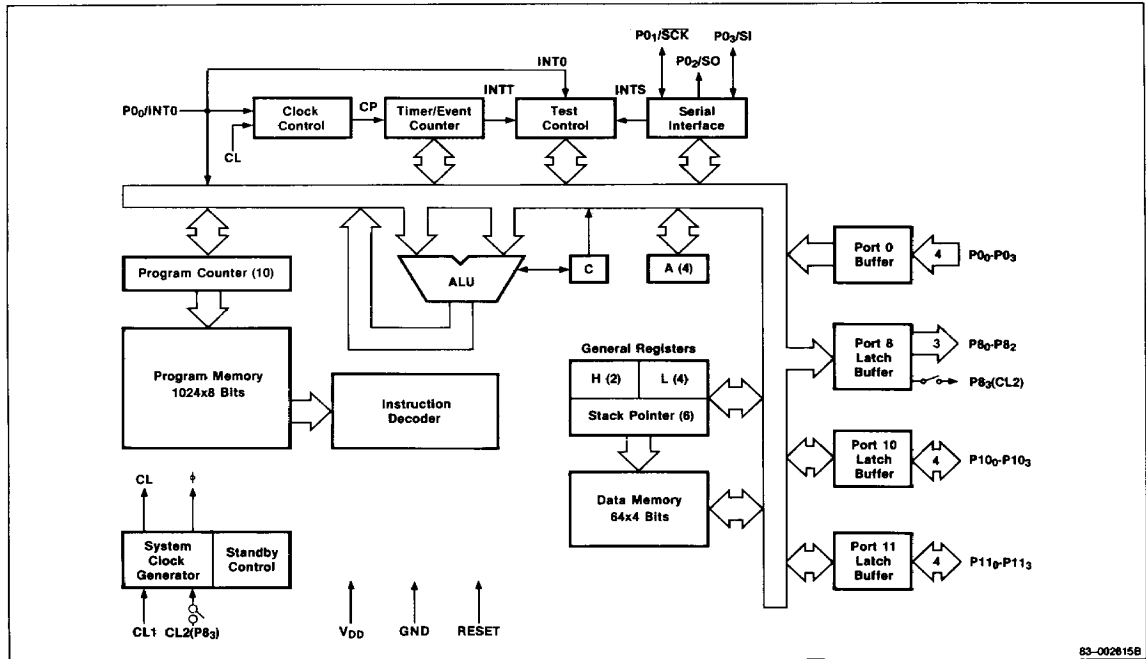 P0₁/S̅C̅K̅ P0₃/SI
P0₂/SO
INT0
P0₀/INT0
CL
Clock
Control
CP
Timer/Event
Counter
INTT
Test
Control
INTS
Serial
Interface
Program Counter (10)
ALU
C
A (4)
Port 0
Buffer
4
P0₀-P0₃
Program Memory
1024x8 Bits
Instruction
Decoder
General Registers
H (2) L (4)
Stack Pointer (6)
Data Memory
64x4 Bits
Port 8
Latch
Buffer
3
P8₀-P8₂
P8₃(CL2)
Port 10
Latch
Buffer
4
P10₀-P10₃
Port 11
Latch
Buffer
4
P11₀-P11₃
CL
ϕ
System
Clock
Generator
Standby
Control
CL1 CL2(P8₃)
V_DD
GND
RESET
83-002615B